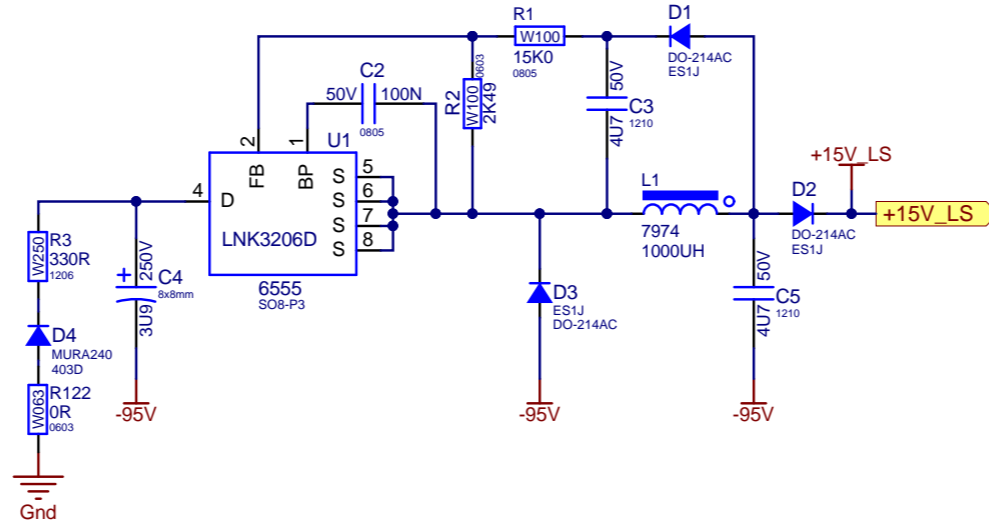 R1
W100
15K0
0805
D1
DO-214AC
ES1J
C2
50V
100N
0805
R2
W100
0603
2K49
50V
C3
1210
4U7
2
1
U1
FB
BP
4
D
S
5
S
6
S
7
S
8
LNK3206D
6555
SO8-P3
L1
7974
1000UH
+15V_LS
D2
DO-214AC
ES1J
+15V_LS
R3
W250
330R
1206
+
250V
C4
8x8mm
3U9
D4
MURA240
403D
R122
W063
0R
0603
Gnd
-95V
D3
ES1J
DO-214AC
-95V
50V
C5
1210
4U7
-95V